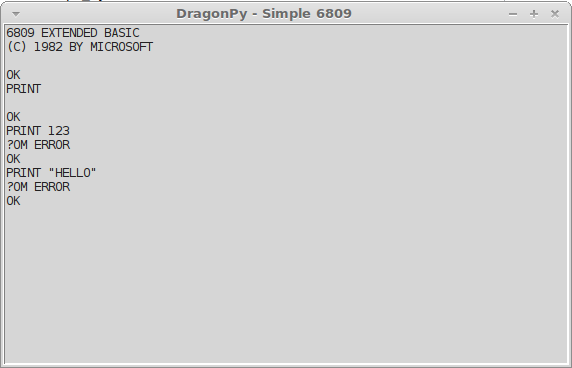 DragonPy - Simple 6809
6809 EXTENDED BASIC
(C) 1982 BY MICROSOFT
OK
PRINT
OK
PRINT 123
?OM ERROR
OK
PRINT "HELLO"
?OM ERROR
OK